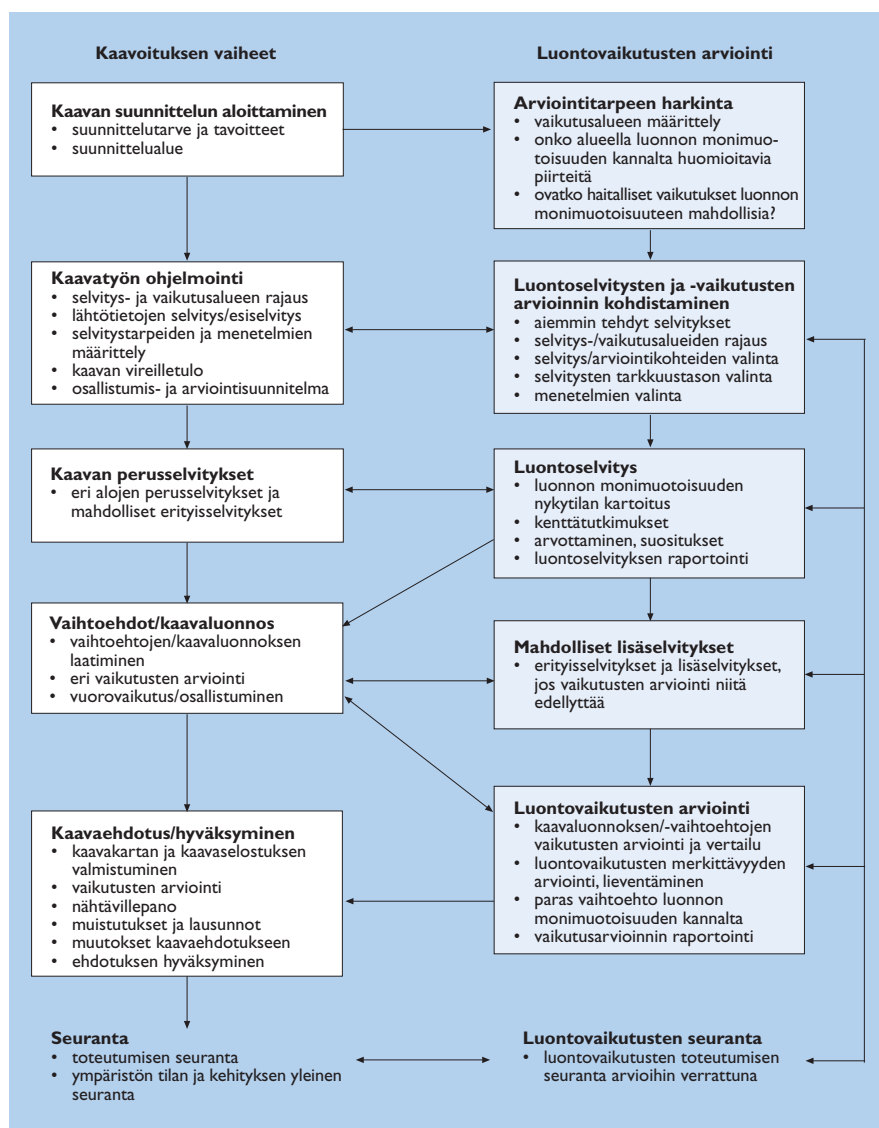 Kaavoituksen vaiheet
Luontovaikutusten arviointi
Kaavan suunnittelun aloittaminen
• suunnittelutarve ja tavoitteet
• suunnittelualue
Arviointitarpeen harkinta
• vaikutusalueen määrittely
• onko alueella luonnon monimuo-
toisuuden kannalta huomioitavia
piirteitä
• ovatko haitalliset vaikutukset luonnon
monimuotoisuuteen mahdollisia?
Kaavatyön ohjelmointi
• selvitys- ja vaikutusalueen rajaus
• lähtötietojen selvitys/esiselvitys
• selvitystarpeiden ja menetelmien
määrittely
• kaavan vireilletulo
• osallistumis- ja arviointisuunnitelma
Luontoselvitysten ja -vaikutusten
arvioinnin kohdistaminen
• aiemmin tehdyt selvitykset
• selvitys-/vaikutusalueiden rajaus
• selvitys/arviointikohteiden valinta
• selvitysten tarkkuustason valinta
• menetelmien valinta
Kaavan perusselvitykset
• eri alojen perusselvitykset ja
mahdolliset erityisselvitykset
Luontoselvitys
• luonnon monimuotoisuuden
nykytilan kartoitus
• kenttätutkimukset
• arvottaminen, suositukset
• luontoselvityksen raportointi
Vaihtoehdot/kaavaluonnos
• vaihtoehtojen/kaavaluonnoksen
laatiminen
• eri vaikutusten arviointi
• vuorovaikutus/osallistuminen
Mahdolliset lisäselvitykset
• erityisselvitykset ja lisäselvitykset,
jos vaikutusten arviointi niitä
edellyttää
Kaavaehdotus/hyväksyminen
• kaavakartan ja kaavaselostuksen
valmistuminen
• vaikutusten arviointi
• nähtävillepano
• muistutukset ja lausunnot
• muutokset kaavaehdotukseen
• ehdotuksen hyväksyminen
Luontovaikutusten arviointi
• kaavaluonnoksen/-vaihtoehtojen
vaikutusten arviointi ja vertailu
• luontovaikutusten merkittävyyden
arviointi, lieventäminen
• paras vaihtoehto luonnon
monimuotoisuuden kannalta
• vaikutusarvioinnin raportointi
Seuranta
• toteutumisen seuranta
• ympäristön tilan ja kehityksen yleinen
seuranta
Luontovaikutusten seuranta
• luontovaikutusten toteutumisen
seuranta arvioihin verrattuna